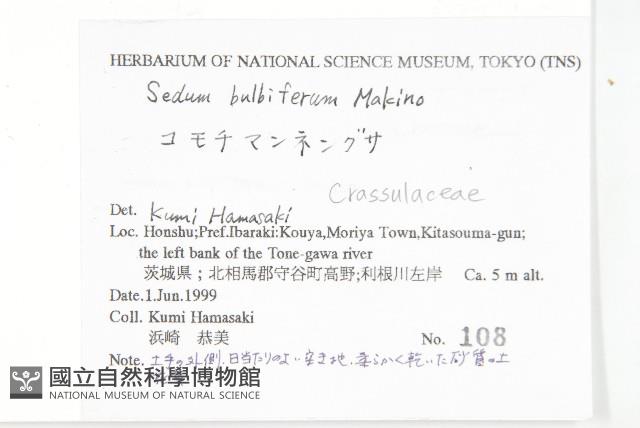 HERBARIUM OF NATIONAL SCIENCE MUSEUM, TOKYO (TNS)
Sedum bulbiferum Makino
コモチマンネングサ
Crassulaceae
Det. Kumi Hamasaki
Loc. Honshu;Pref.Ibaraki:Kouya,Moriya Town,Kitasouma-gun;
the left bank of the Tone-gawa river
茨城県；北相馬郡守谷町高野;利根川左岸 Ca. 5 m alt.
Date.1.Jun.1999
Coll. Kumi Hamasaki
浜崎 恭美 No. 108
Note. 土手の外側,日当たりのよい空き地.柔らかく乾いた砂質の土
國立自然科學博物館
NATIONAL MUSEUM OF NATURAL SCIENCE